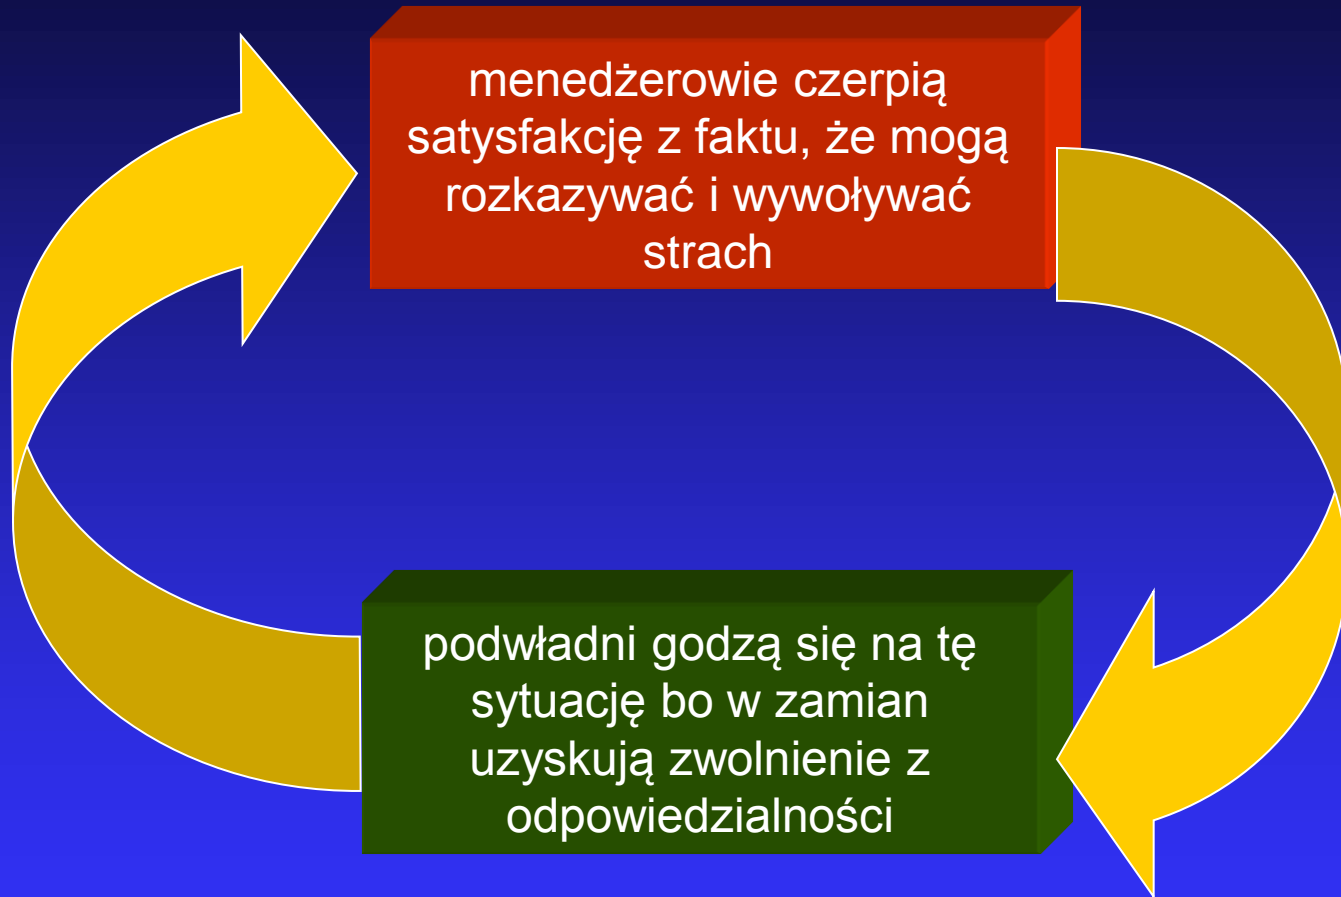 menedżerowie czerpią
satysfakcję z faktu, że mogą
rozkazywać i wywoływać
strach
podwładni godzą się na tę
sytuację bo w zamian
uzyskują zwolnienie z
odpowiedzialności